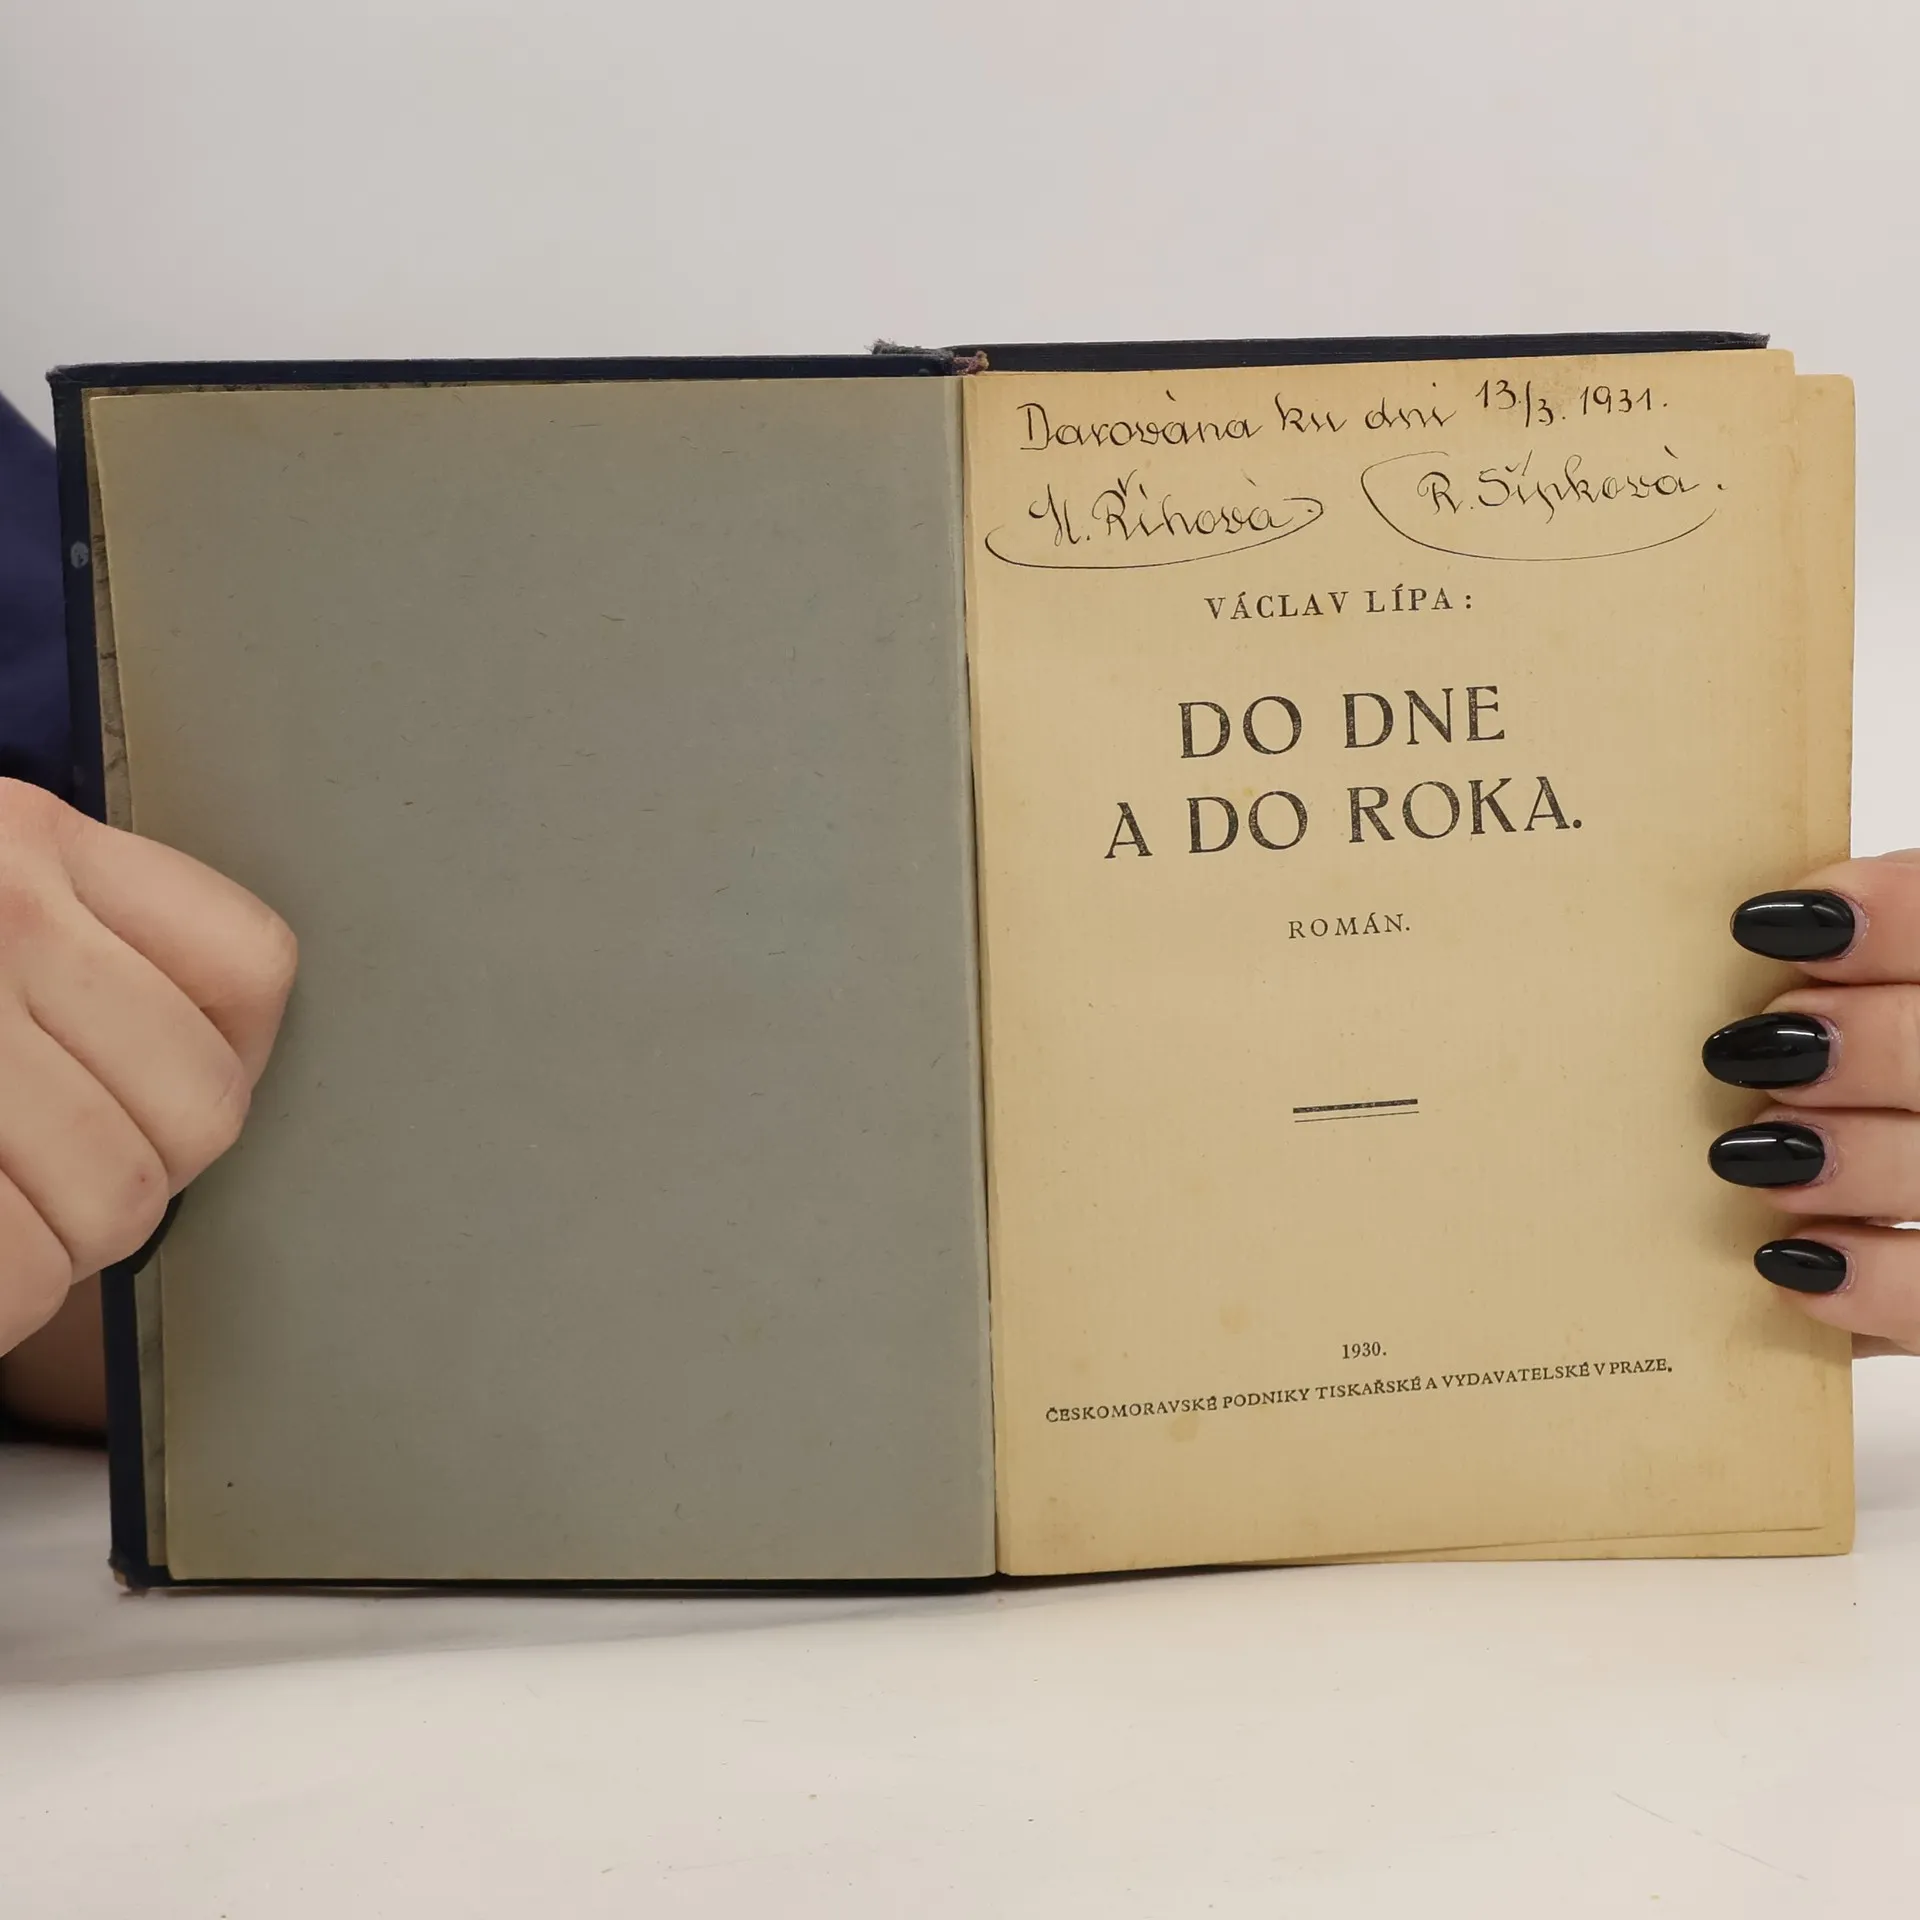 Darována ku dni 13./3. 1931.
H. Říhová. R. Šípková.
VÁCLAV LÍPA:
DO DNE
A DO ROKA.
ROMÁN.
1930.
ČESKOMORAVSKÉ PODNIKY TISKAŘSKÉ A VYDAVATELSKÉ V PRAZE.